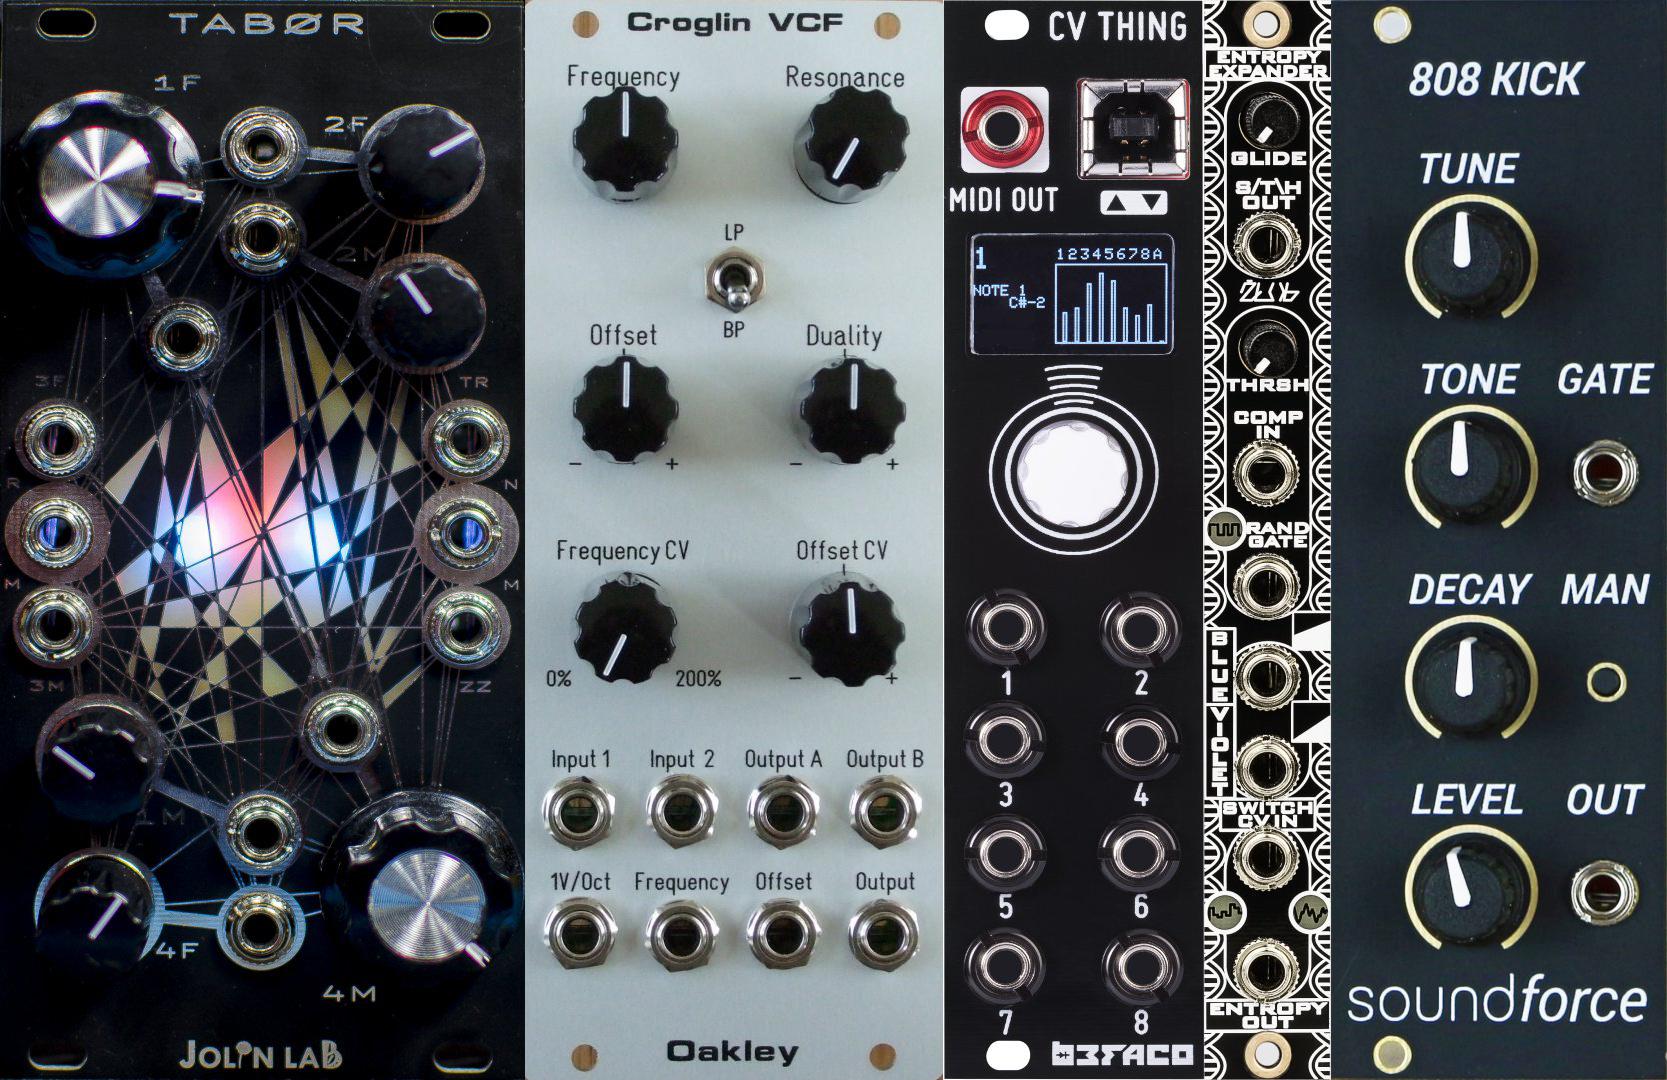 TABØR
1F
2F
2M
3F
TR
R
N
M
M
3M
ZZ
1M
4F
4M
JOLIN LAB
Croglin VCF
Frequency
Resonance
LP
BP
Offset
Duality
- +
- +
Frequency CV
Offset CV
0%
200%
- +
Input 1
Input 2
Output A
Output B
1V/Oct
Frequency
Offset
Output
Oakley
CV THING
MIDI OUT
1
12345678A
NOTE 1
C#-2
1
2
3
4
5
6
7
8
BEFACO
ENTROPY
EXPANDER
GLIDE
S/T\H
OUT
THRSH
COMP
IN
RAND
GATE
BLUE
VIOLET
SWITCH
CV IN
ENTROPY
OUT
808 KICK
TUNE
TONE
GATE
DECAY
MAN
LEVEL
OUT
soundforce